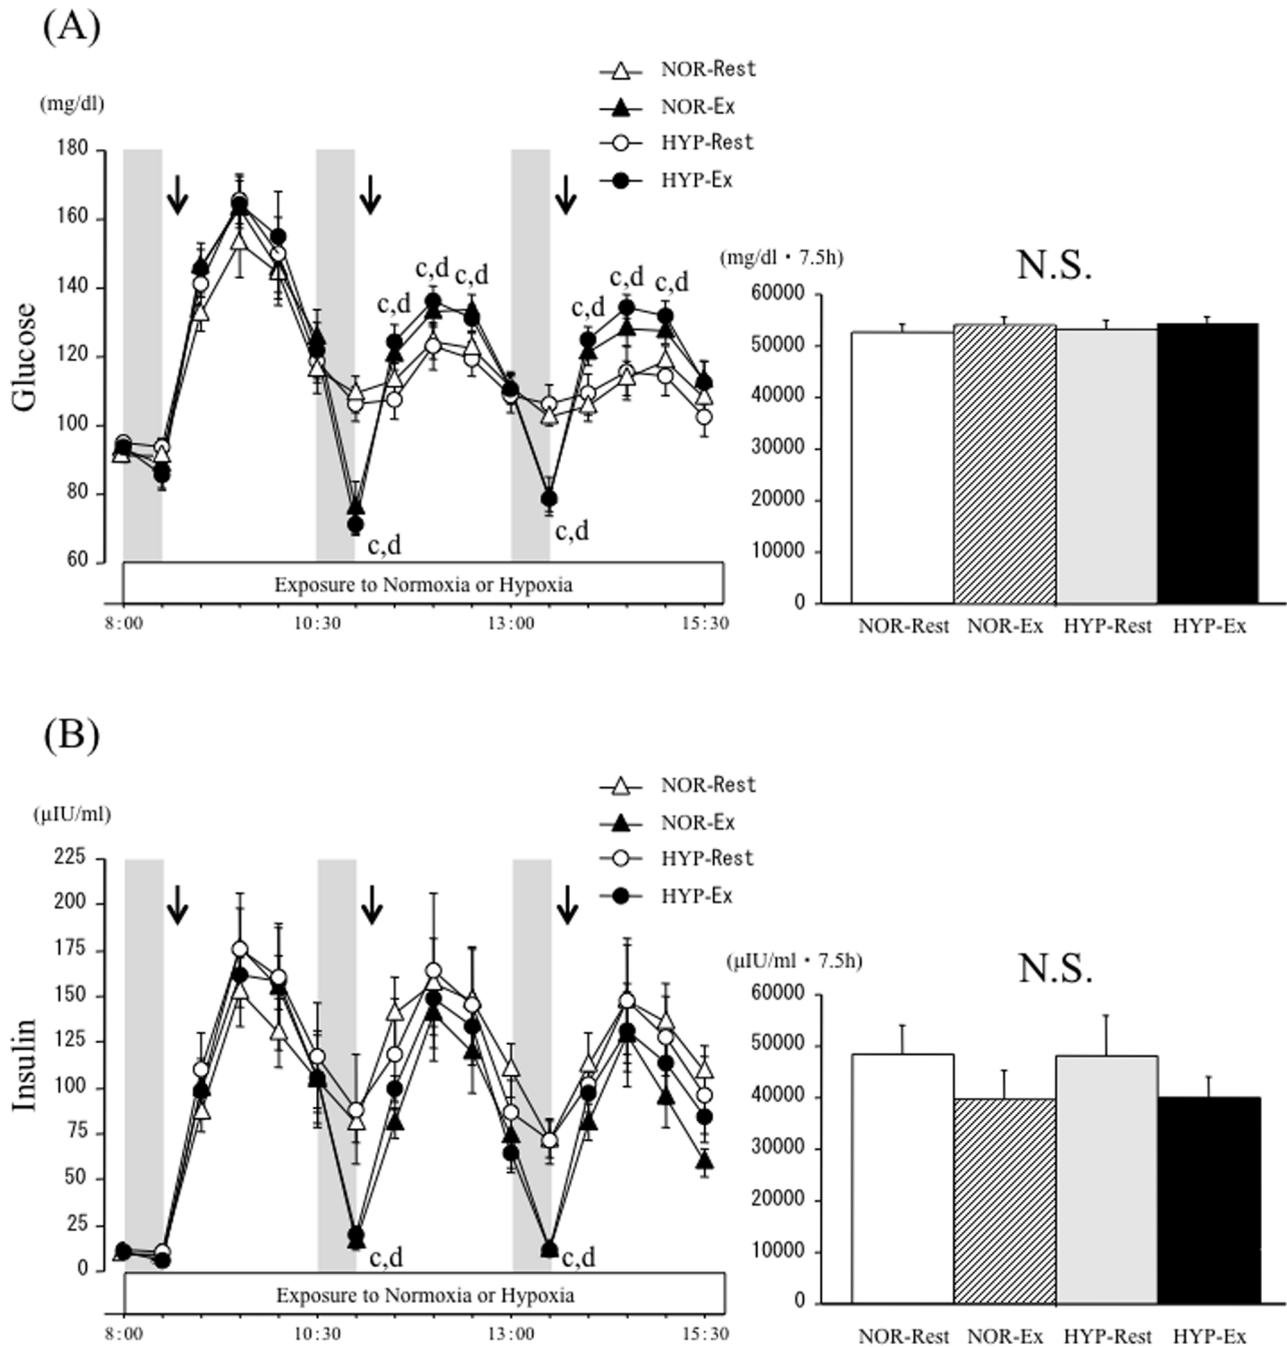 (A)
NOR-Rest
NOR-Ex
HYP-Rest
HYP-Ex
(mg/dl)
180
160
140
120
100
80
60
Glucose
c,d
c,d
c,d
c,d
c,d
c,d
c,d
c,d
Exposure to Normoxia or Hypoxia
8:00 10:30 13:00 15:30
(mg/dl・7.5h)
N.S.
60000
50000
40000
30000
20000
10000
0
NOR-Rest NOR-Ex HYP-Rest HYP-Ex
(B)
NOR-Rest
NOR-Ex
HYP-Rest
HYP-Ex
(μIU/ml)
225
200
175
150
125
100
75
50
25
0
Insulin
c,d
c,d
Exposure to Normoxia or Hypoxia
8:00 10:30 13:00 15:30
(μIU/ml・7.5h)
N.S.
60000
50000
40000
30000
20000
10000
0
NOR-Rest NOR-Ex HYP-Rest HYP-Ex